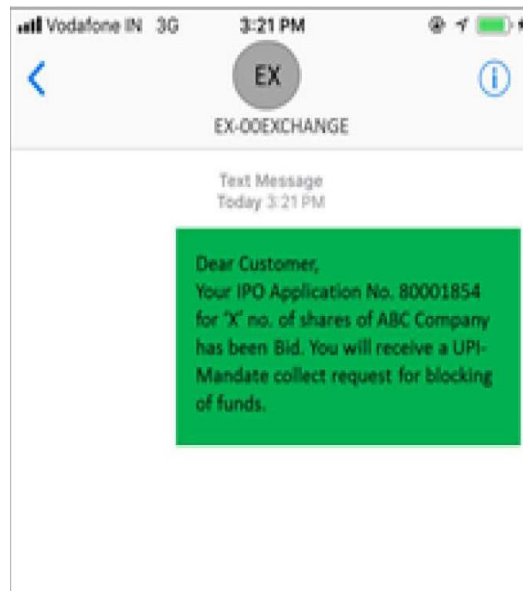 Vodafone IN 3G 3:21 PM
EX
EX-OOEXCHANGE
Text Message
Today 3:21 PM
Dear Customer,
Your IPO Application No. 80001854
for 'X' no. of shares of ABC Company
has been Bid. You will receive a UPI-
Mandate collect request for blocking
of funds.